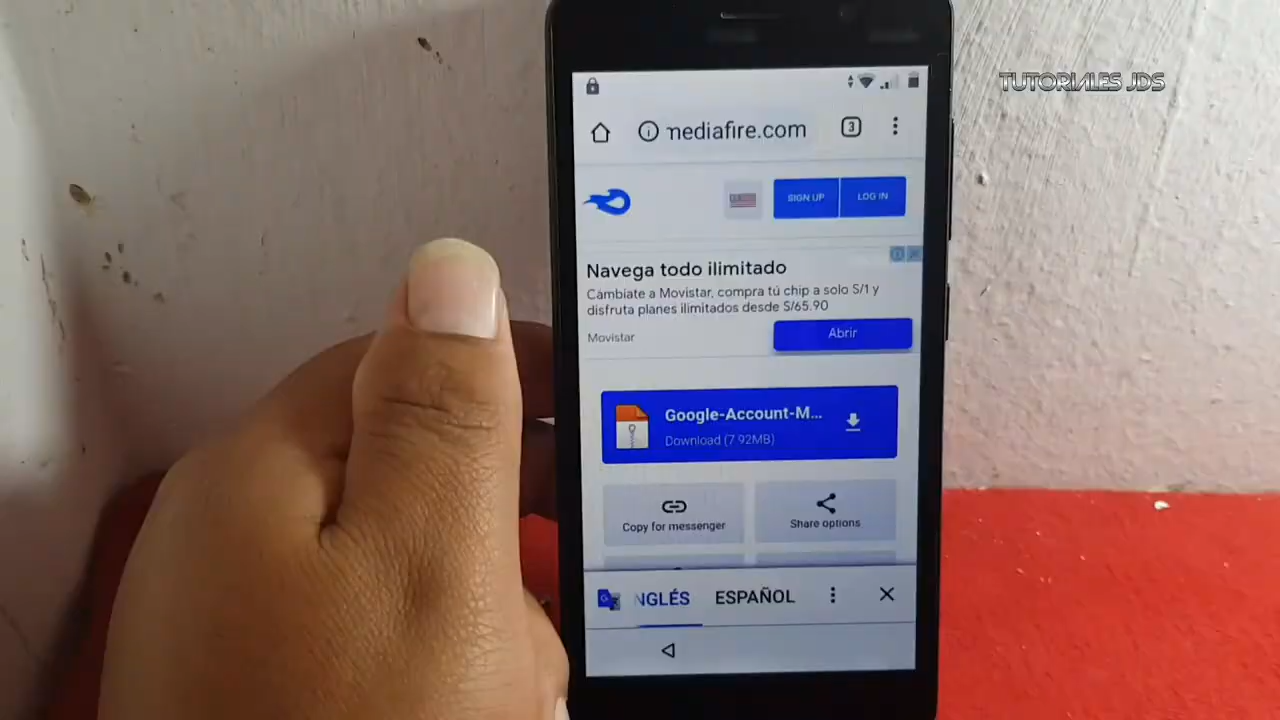 TUTORIALES JDS
nediafire.com
3
SIGN UP
LOG IN
Navega todo ilimitado
Cámbiate a Movistar, compra tú chip a solo S/1 y
disfruta planes ilimitados desde S/65.90
Movistar
Abrir
Google-Account-M...
Download (7.92MB)
Copy for messenger
Share options
NGLÉS
ESPAÑOL